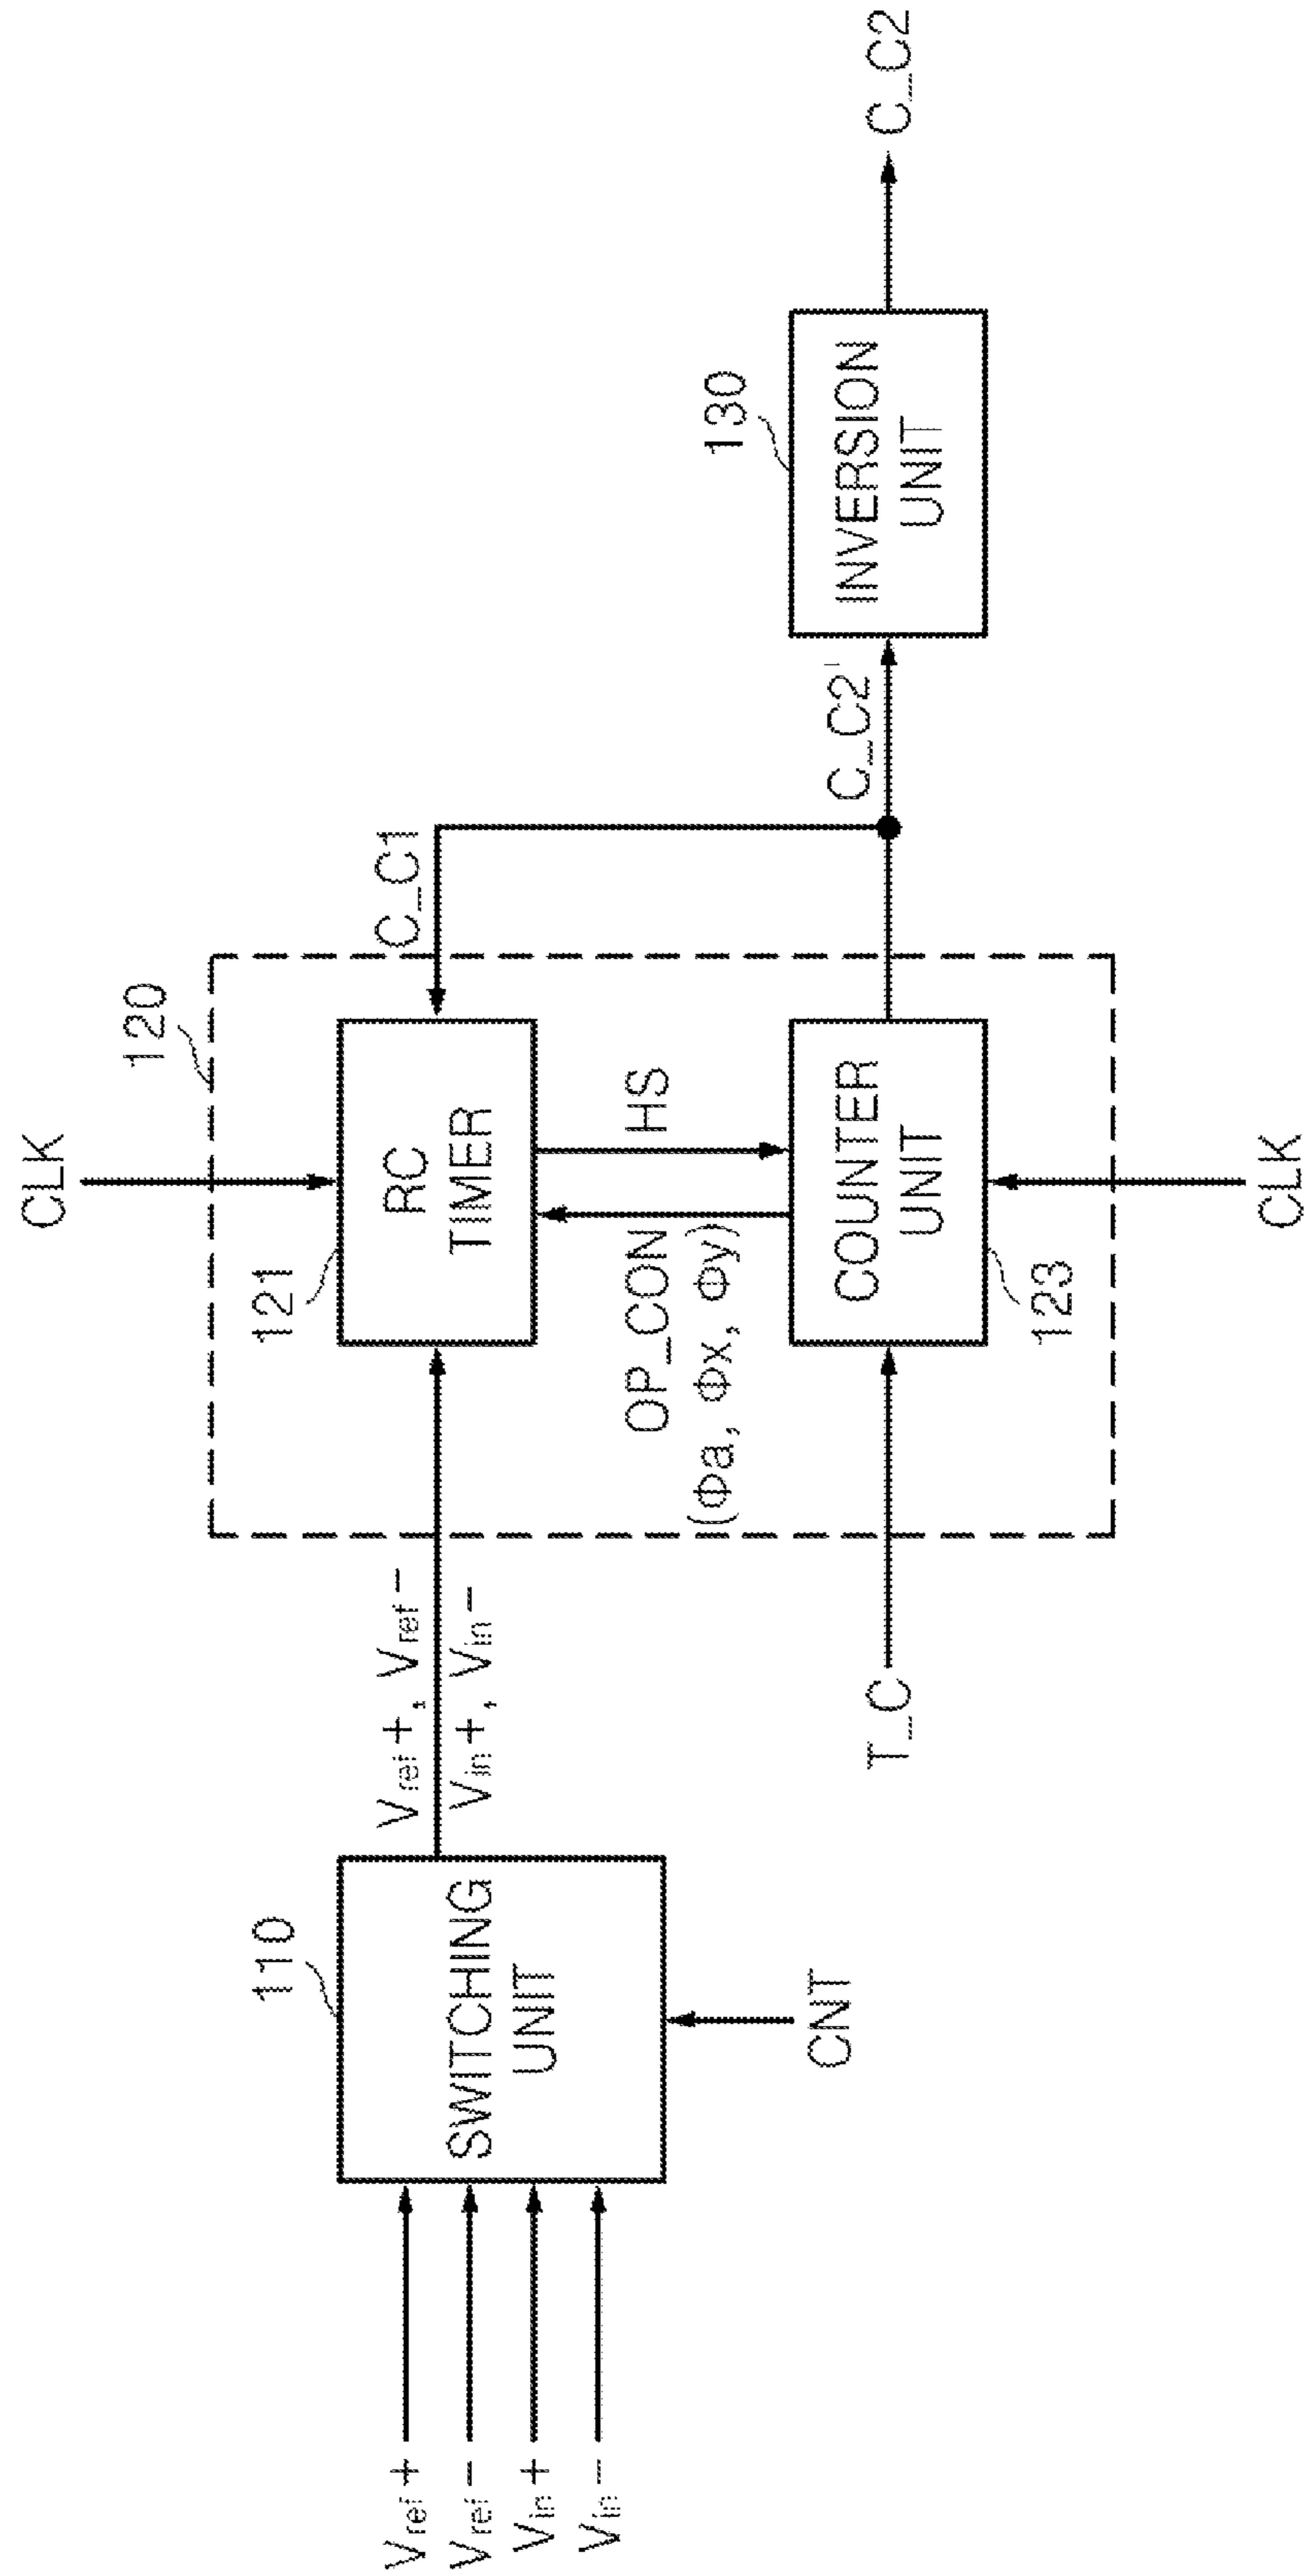 Vref+
Vref-
Vin+
Vin-
110
SWITCHING
UNIT
CNT
Vref+, Vref-
Vin+, Vin-
T_C
CLK
120
121
RC
TIMER
OP_CON
(Φa, Φx, Φy)
HS
COUNTER
UNIT
123
CLK
C_C1
C_C2'
130
INVERSION
UNIT
C_C2